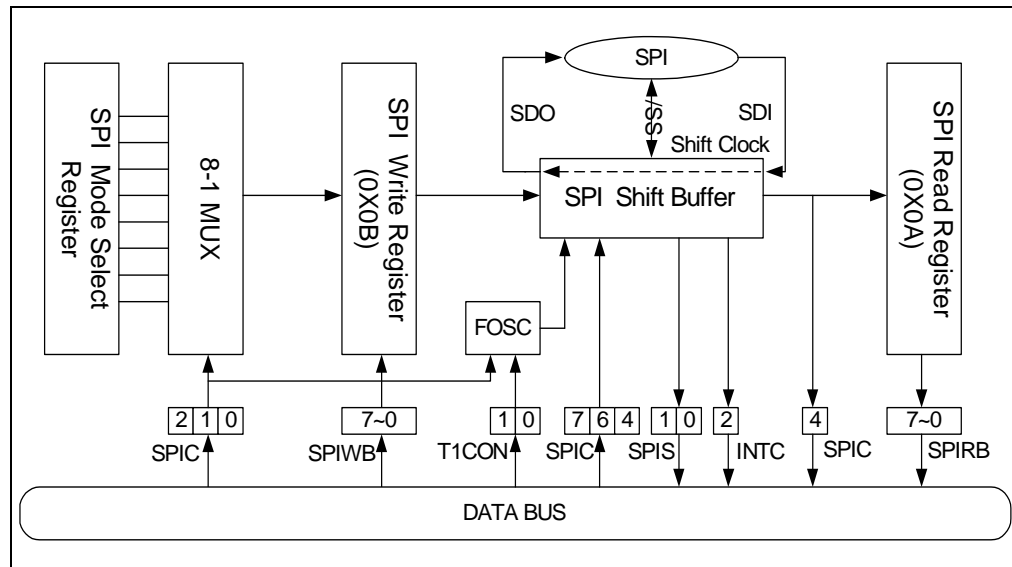 SPI
SDO
/SS
SDI
Shift Clock
SPI Mode Select
Register
8-1 MUX
SPI Write Register
(0X0B)
SPI Shift Buffer
SPI Read Register
(0X0A)
FOSC
2 1 0
7~0
1 0
7 6 4
1 0
2
4
7~0
SPIC
SPIWB
T1CON
SPIC
SPIS
INTC
SPIC
SPIRB
DATA BUS